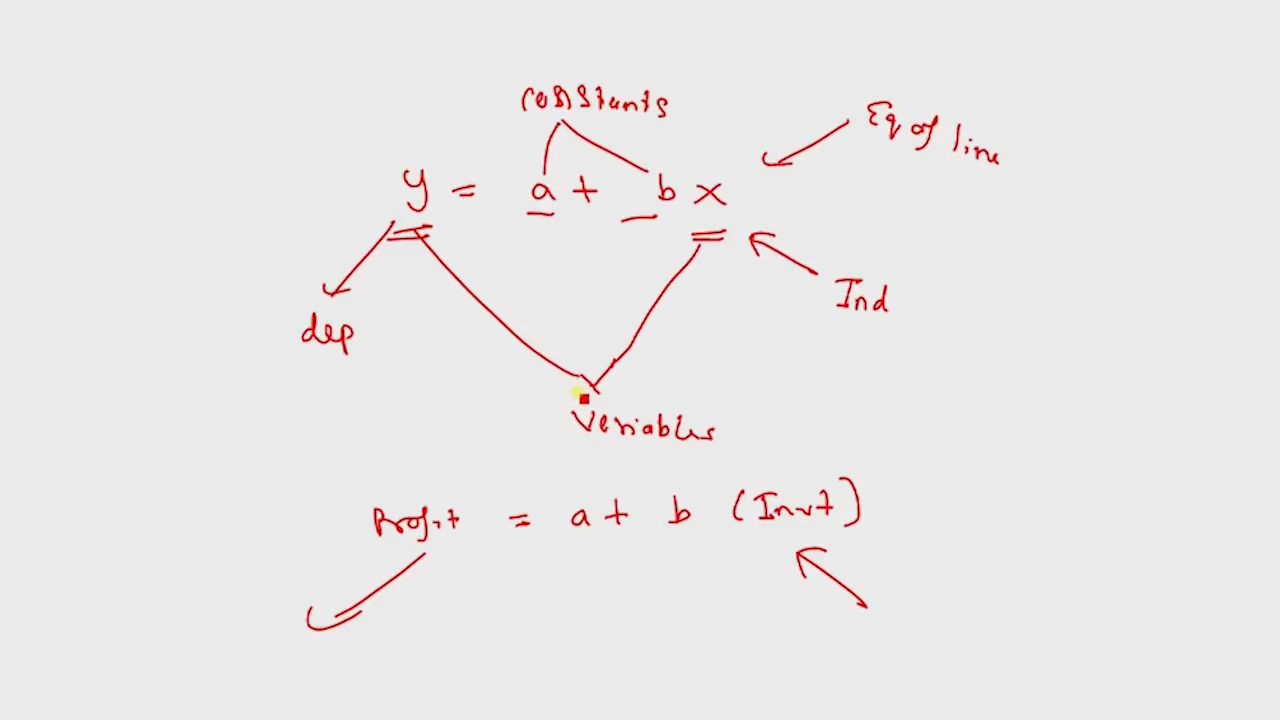 constants
Eq of line
y = a + b x
Ind
dep
Variables
Profit = a + b (Invt)